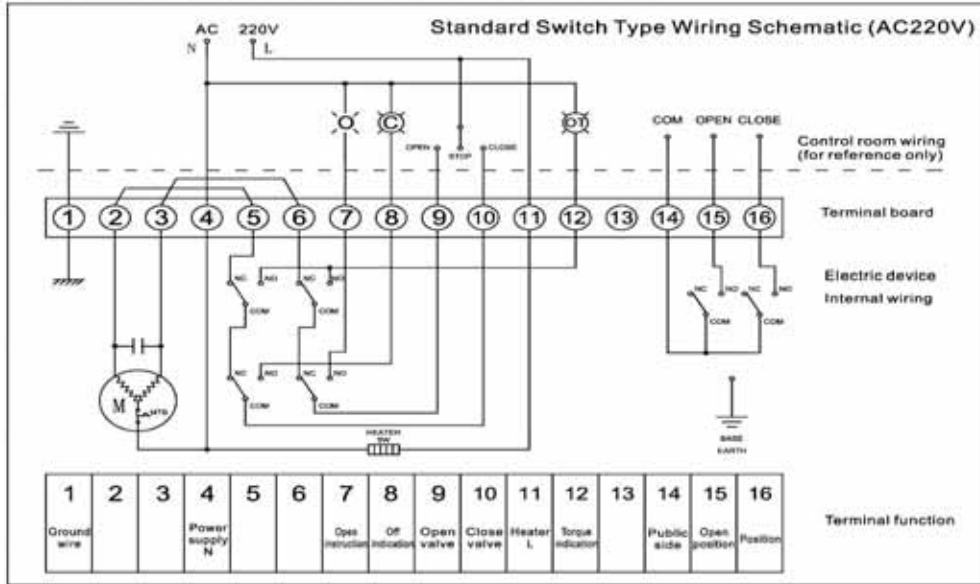 Standard Switch Type Wiring Schematic (AC220V)
AC 220V
N L
O C OT
COM OPEN CLOSE
OPEN STOP CLOSE
Control room wiring
(for reference only)
1 2 3 4 5 6 7 8 9 10 11 12 13 14 15 16
Terminal board
NC NO NC NO
COM COM
Electric device
Internal wiring
NC NO NC NO
COM COM
NC NO NC NO
COM COM
M
HEATER
5W
BASE
EARTH
1 2 3 4 5 6 7 8 9 10 11 12 13 14 15 16
Ground wire
Power supply N
Open instruction
Off indication
Open valve
Close valve
Heater L
Torque indication
Public side
Open position
Position
Terminal function